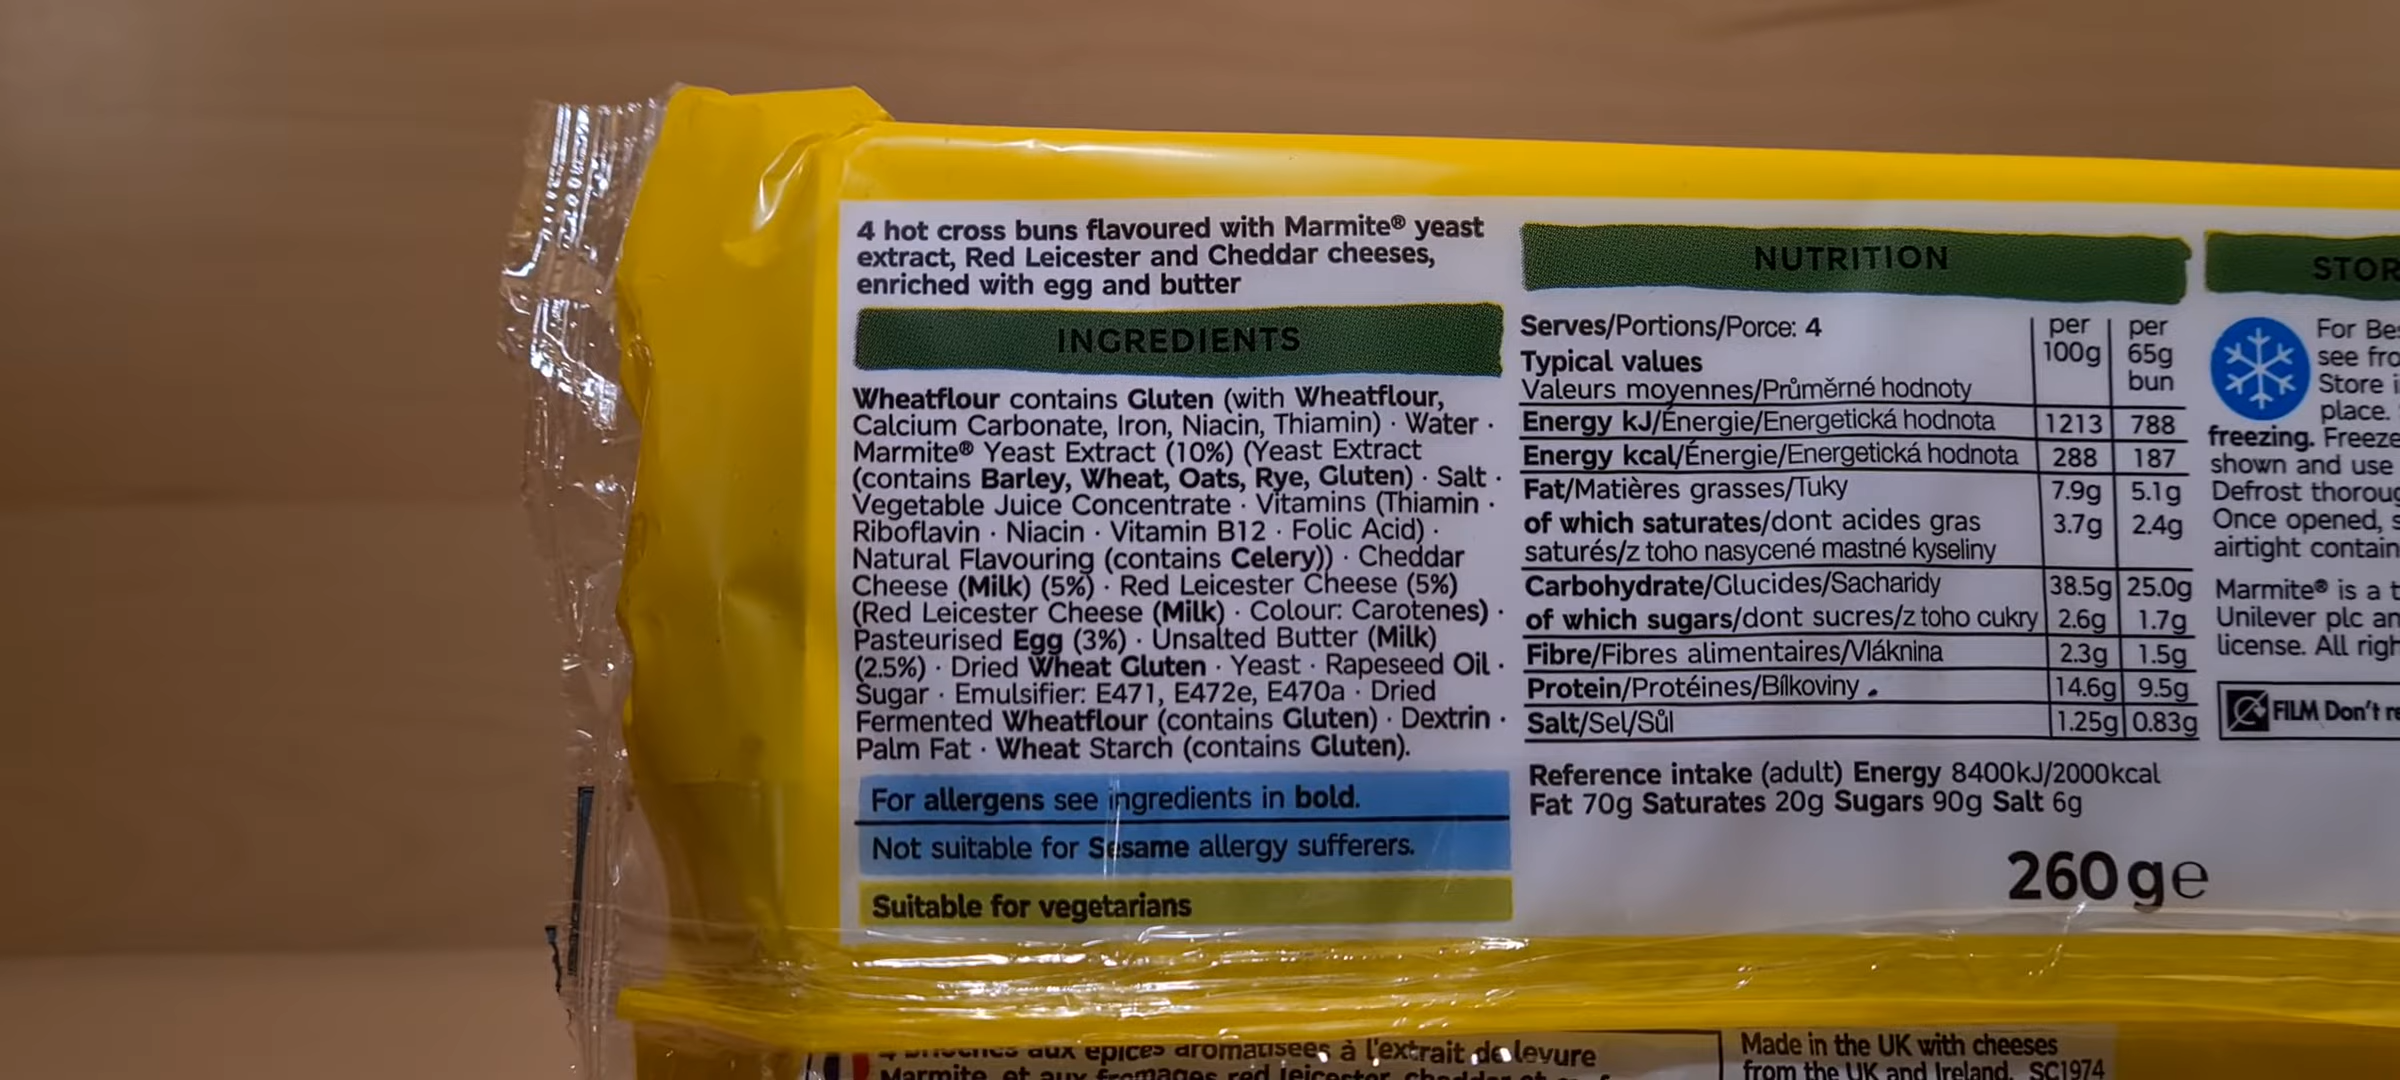 4 hot cross buns flavoured with Marmite® yeast
extract, Red Leicester and Cheddar cheeses,
enriched with egg and butter
INGREDIENTS
Wheatflour contains Gluten (with Wheatflour,
Calcium Carbonate, Iron, Niacin, Thiamin) · Water ·
Marmite® Yeast Extract (10%) (Yeast Extract
(contains Barley, Wheat, Oats, Rye, Gluten) · Salt ·
Vegetable Juice Concentrate · Vitamins (Thiamin ·
Riboflavin · Niacin · Vitamin B12 · Folic Acid) ·
Natural Flavouring (contains Celery)) · Cheddar
Cheese (Milk) (5%) · Red Leicester Cheese (5%)
(Red Leicester Cheese (Milk) · Colour: Carotenes) ·
Pasteurised Egg (3%) · Unsalted Butter (Milk)
(2.5%) · Dried Wheat Gluten · Yeast · Rapeseed Oil ·
Sugar · Emulsifier: E471, E472e, E470a · Dried
Fermented Wheatflour (contains Gluten) · Dextrin ·
Palm Fat · Wheat Starch (contains Gluten).
For allergens see ingredients in bold.
Not suitable for Sesame allergy sufferers.
Suitable for vegetarians
NUTRITION
Serves/Portions/Porce: 4
Typical values
Valeurs moyennes/Průměrné hodnoty
per 100g per 65g bun
Energy kJ/Énergie/Energetická hodnota 1213 788
Energy kcal/Énergie/Energetická hodnota 288 187
Fat/Matières grasses/Tuky 7.9g 5.1g
of which saturates/dont acides gras 3.7g 2.4g
saturés/z toho nasycené mastné kyseliny
Carbohydrate/Glucides/Sacharidy 38.5g 25.0g
of which sugars/dont sucres/z toho cukry 2.6g 1.7g
Fibre/Fibres alimentaires/Vláknina 2.3g 1.5g
Protein/Protéines/Bílkoviny 14.6g 9.5g
Salt/Sel/Sůl 1.25g 0.83g
Reference intake (adult) Energy 8400kJ/2000kcal
Fat 70g Saturates 20g Sugars 90g Salt 6g
260ge
STOR
For
see
Store
place.
freezing. Freeze
shown and use
Defrost
Once opened,
airtight
Marmite® is a
Unilever plc
license. All
FILM Don't
aux épices aromatisées à l'extrait de levure
Marmite et aux fromages red leicester,
Made in the UK with cheeses
from the UK and Ireland. SC1974